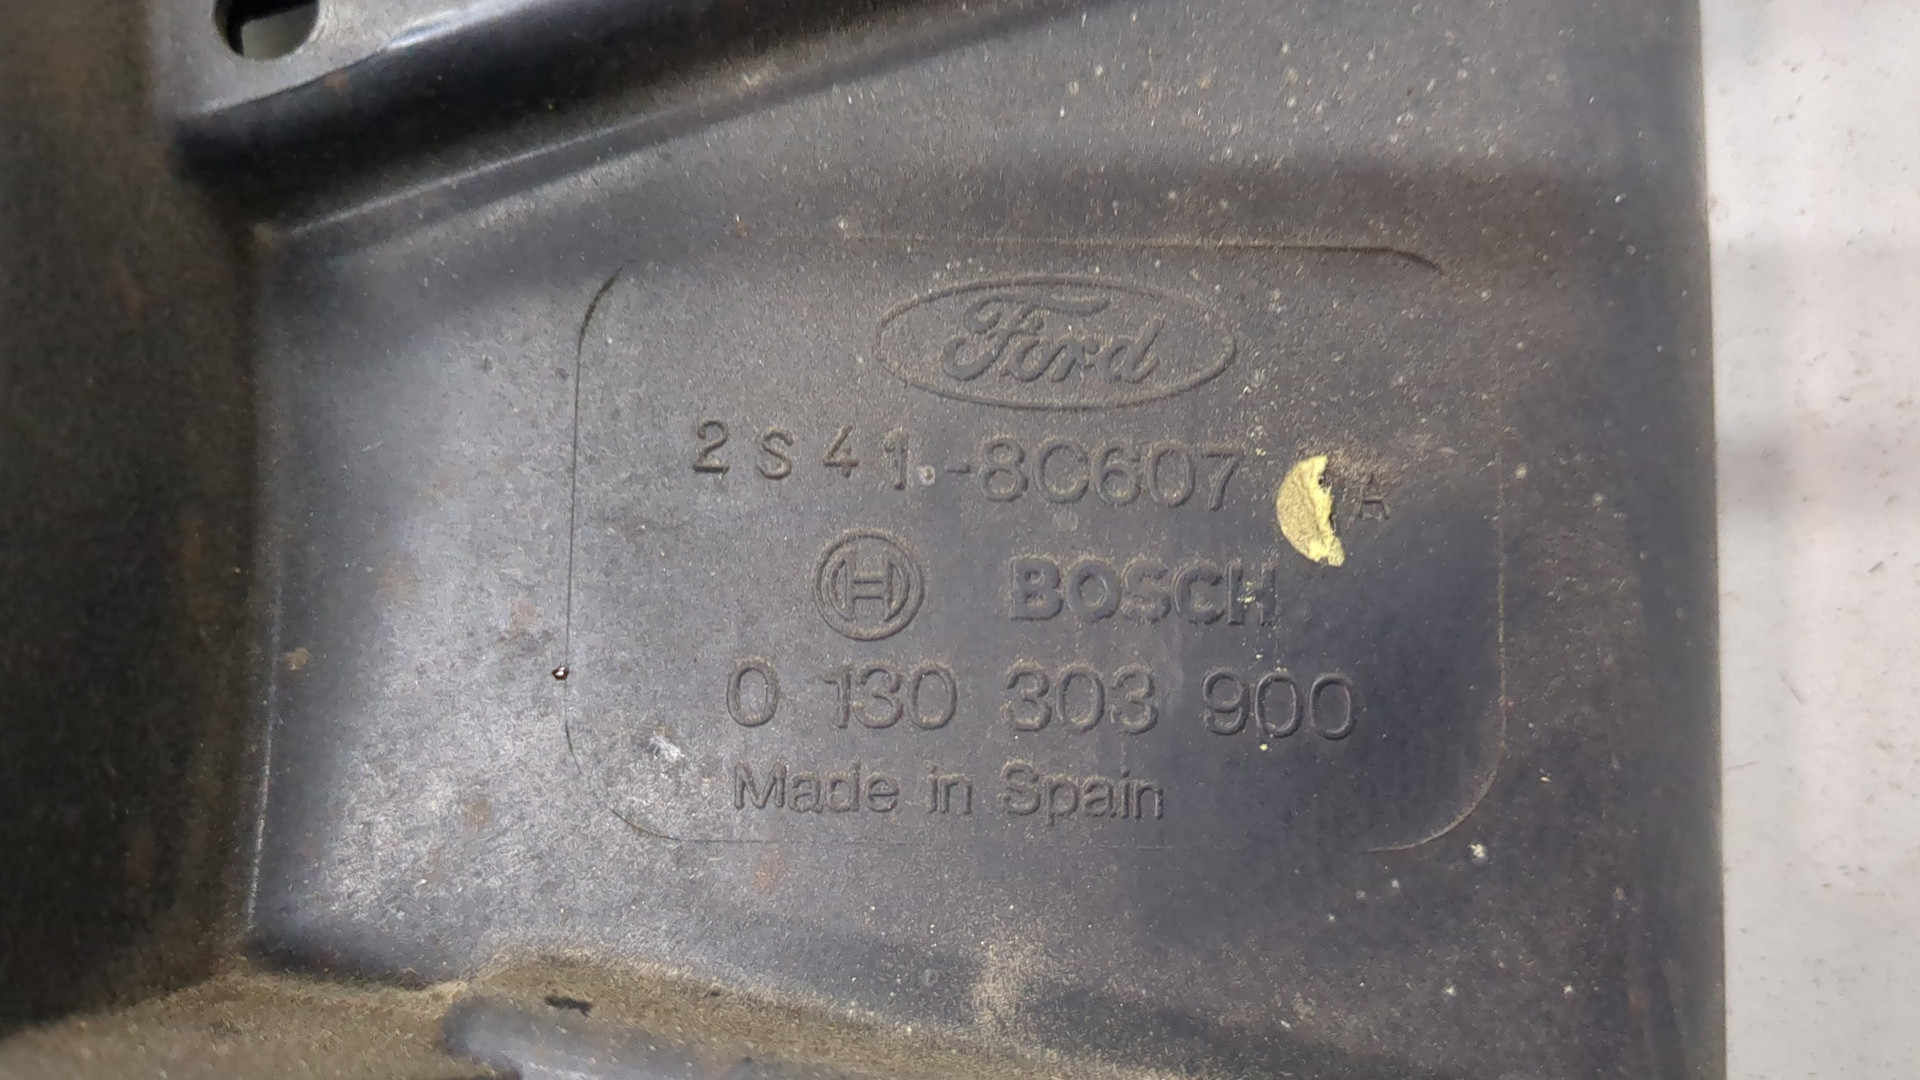 Ford
2S41-8C607 A
BOSCH
0 130 303 900
Made in Spain